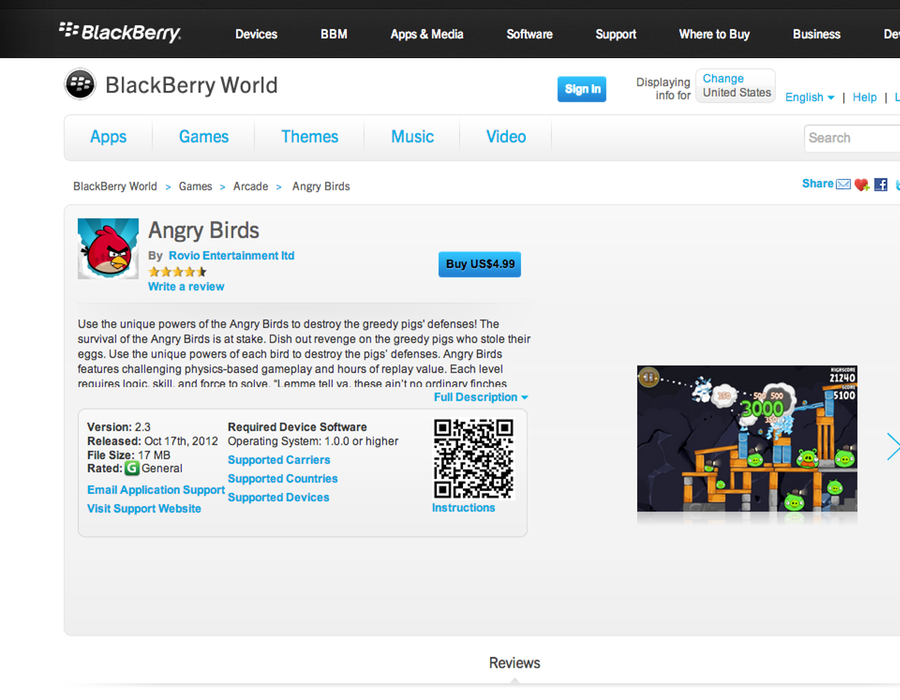 BlackBerry
Devices BBM Apps & Media Software Support Where to Buy Business
BlackBerry World
Sign In
Displaying info for
Change
United States
English | Help |
Apps Games Themes Music Video
Search
BlackBerry World > Games > Arcade > Angry Birds
Share
Angry Birds
By Rovio Entertainment ltd
Write a review
Buy US$4.99
Use the unique powers of the Angry Birds to destroy the greedy pigs' defenses! The
survival of the Angry Birds is at stake. Dish out revenge on the greedy pigs who stole their
eggs. Use the unique powers of each bird to destroy the pigs' defenses. Angry Birds
features challenging physics-based gameplay and hours of replay value. Each level
requires logic, skill, and force to solve. "Lemme tell ya, these ain't no ordinary finches
Full Description
Version: 2.3
Released: Oct 17th, 2012
File Size: 17 MB
Rated: G General
Email Application Support
Visit Support Website
Required Device Software
Operating System: 1.0.0 or higher
Supported Carriers
Supported Countries
Supported Devices
Instructions
HIGHSCORE
21240
SCORE
5100
500 500
3000
Reviews